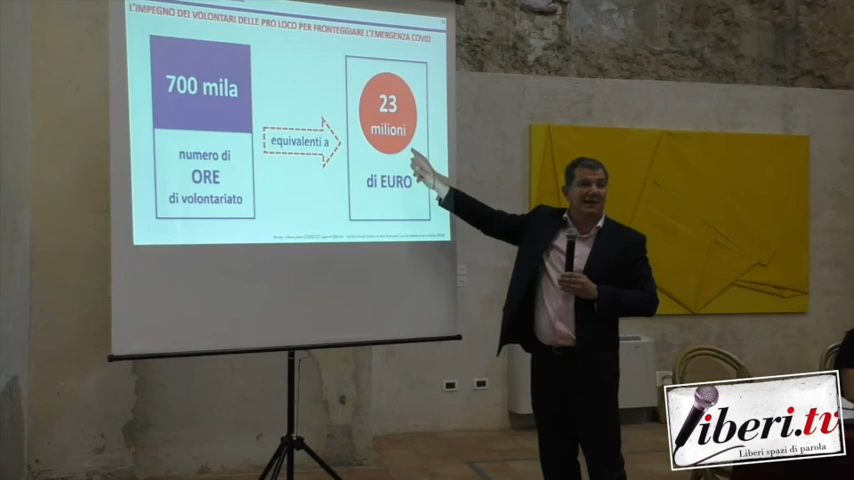 L'IMPEGNO DEI VOLONTARI DELLE PRO LOCO PER FRONTEGGIARE L'EMERGENZA COVID
700 mila
numero di
ORE
di volontariato
equivalenti a
23
milioni
di EURO
liberi.tv
Liberi spazi di parola